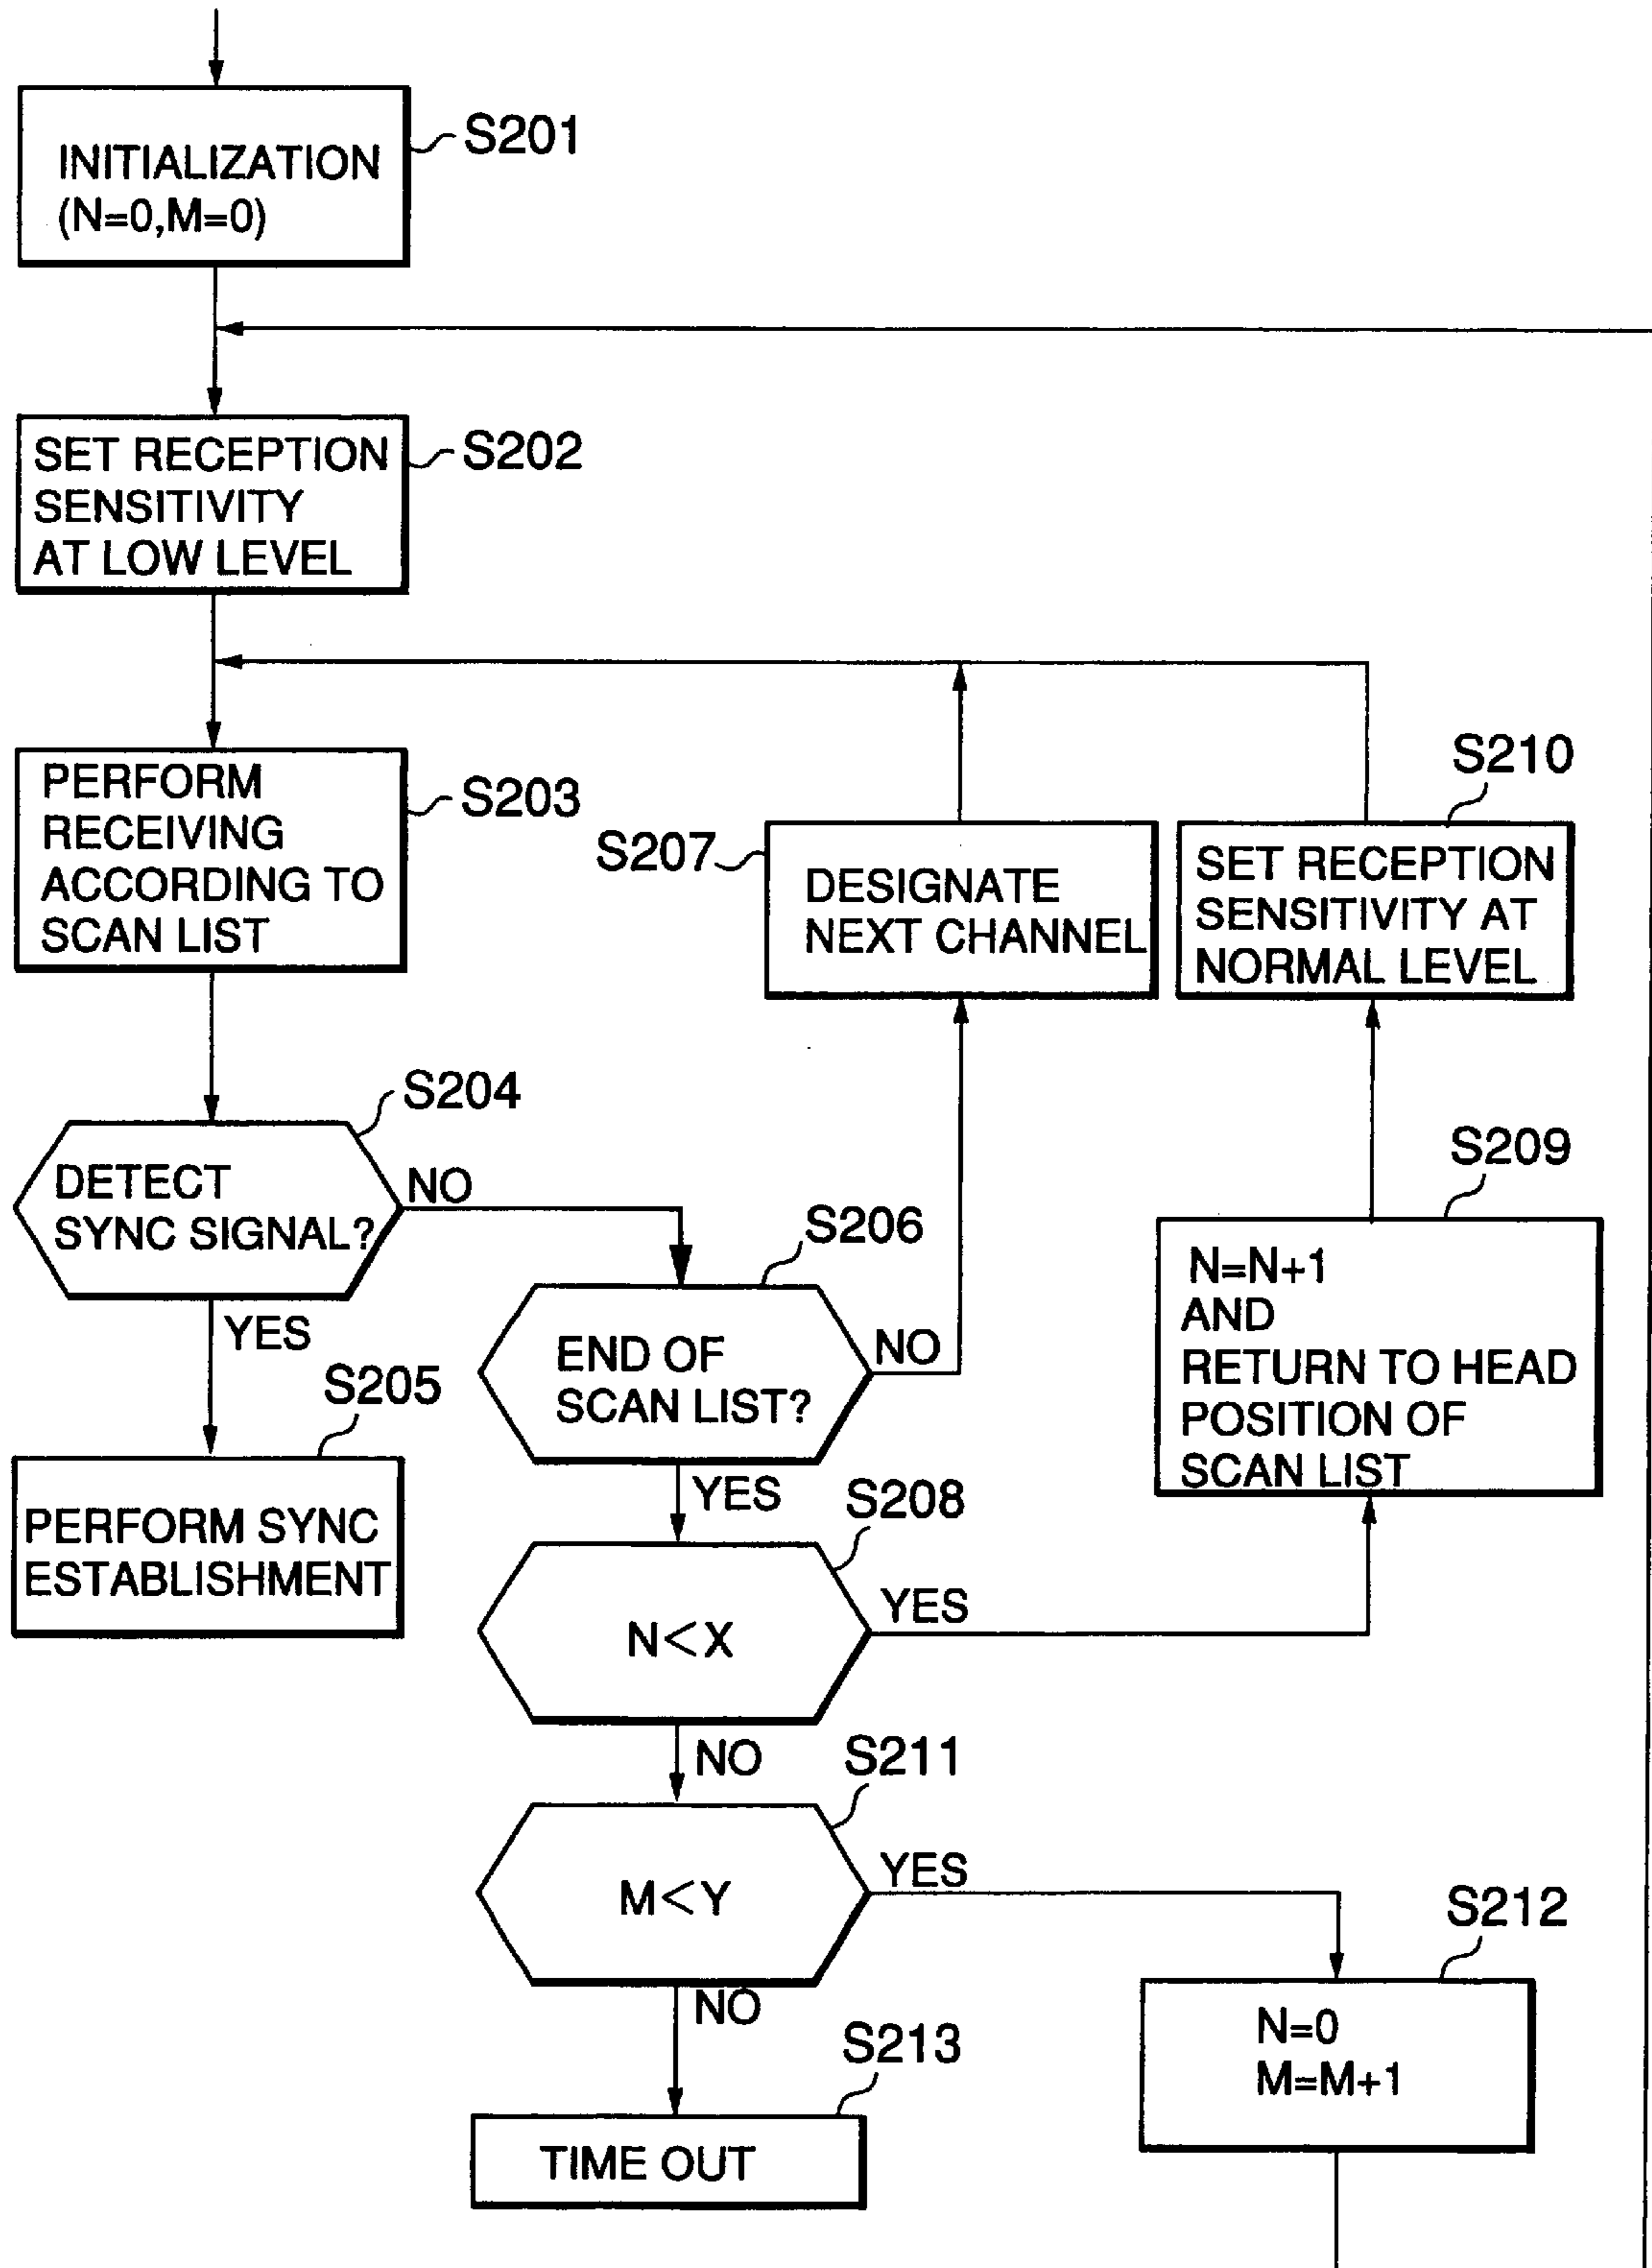 INITIALIZATION
(N=0,M=0)
S201
SET RECEPTION
SENSITIVITY
AT LOW LEVEL
S202
PERFORM
RECEIVING
ACCORDING TO
SCAN LIST
S203
S207
DESIGNATE
NEXT CHANNEL
S210
SET RECEPTION
SENSITIVITY AT
NORMAL LEVEL
S204
DETECT
SYNC SIGNAL?
NO
YES
S206
END OF
SCAN LIST?
NO
YES
S209
N=N+1
AND
RETURN TO HEAD
POSITION OF
SCAN LIST
S205
PERFORM SYNC
ESTABLISHMENT
S208
N<X
YES
NO
S211
M<Y
YES
NO
S212
N=0
M=M+1
S213
TIME OUT